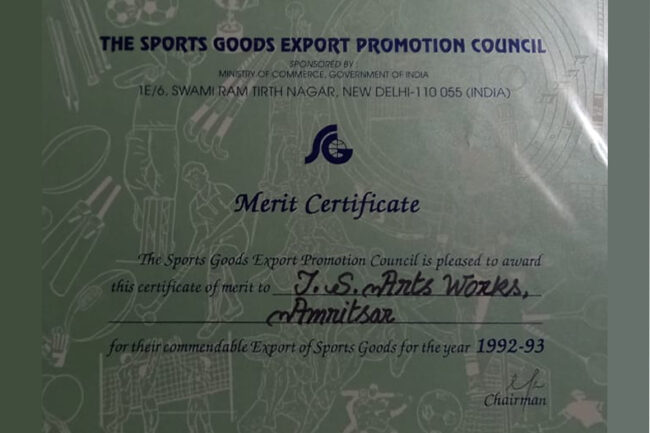 THE SPORTS GOODS EXPORT PROMOTION COUNCIL
SPONSORED BY
MINISTRY OF COMMERCE, GOVERNMENT OF INDIA
1E/6, SWAMI RAM TIRTH NAGAR, NEW DELHI-110 055 (INDIA)
Merit Certificate
The Sports Goods Export Promotion Council is pleased to award
this certificate of merit to J. S. Arts Works,
Amritsar
for their commendable Export of Sports Goods for the year 1992-93
Chairman